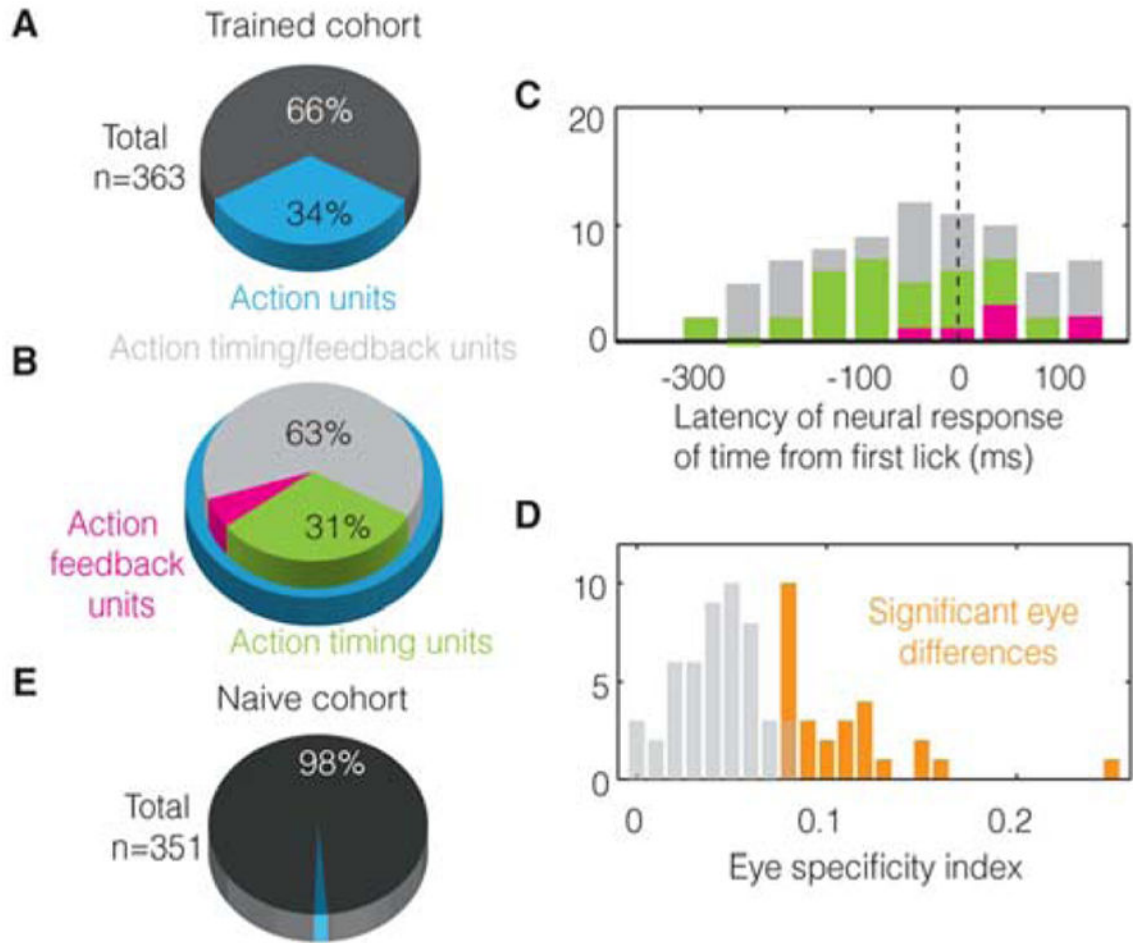 A
Trained cohort
66%
Total
n=363
34%
Action units
B
Action timing/feedback units
63%
31%
Action
feedback
units
Action timing units
E
Naive cohort
98%
Total
n=351
C
20
10
0
-300
-100
0
100
Latency of neural response
of time from first lick (ms)
D
10
5
0
Significant eye
differences
0
0.1
0.2
Eye specificity index